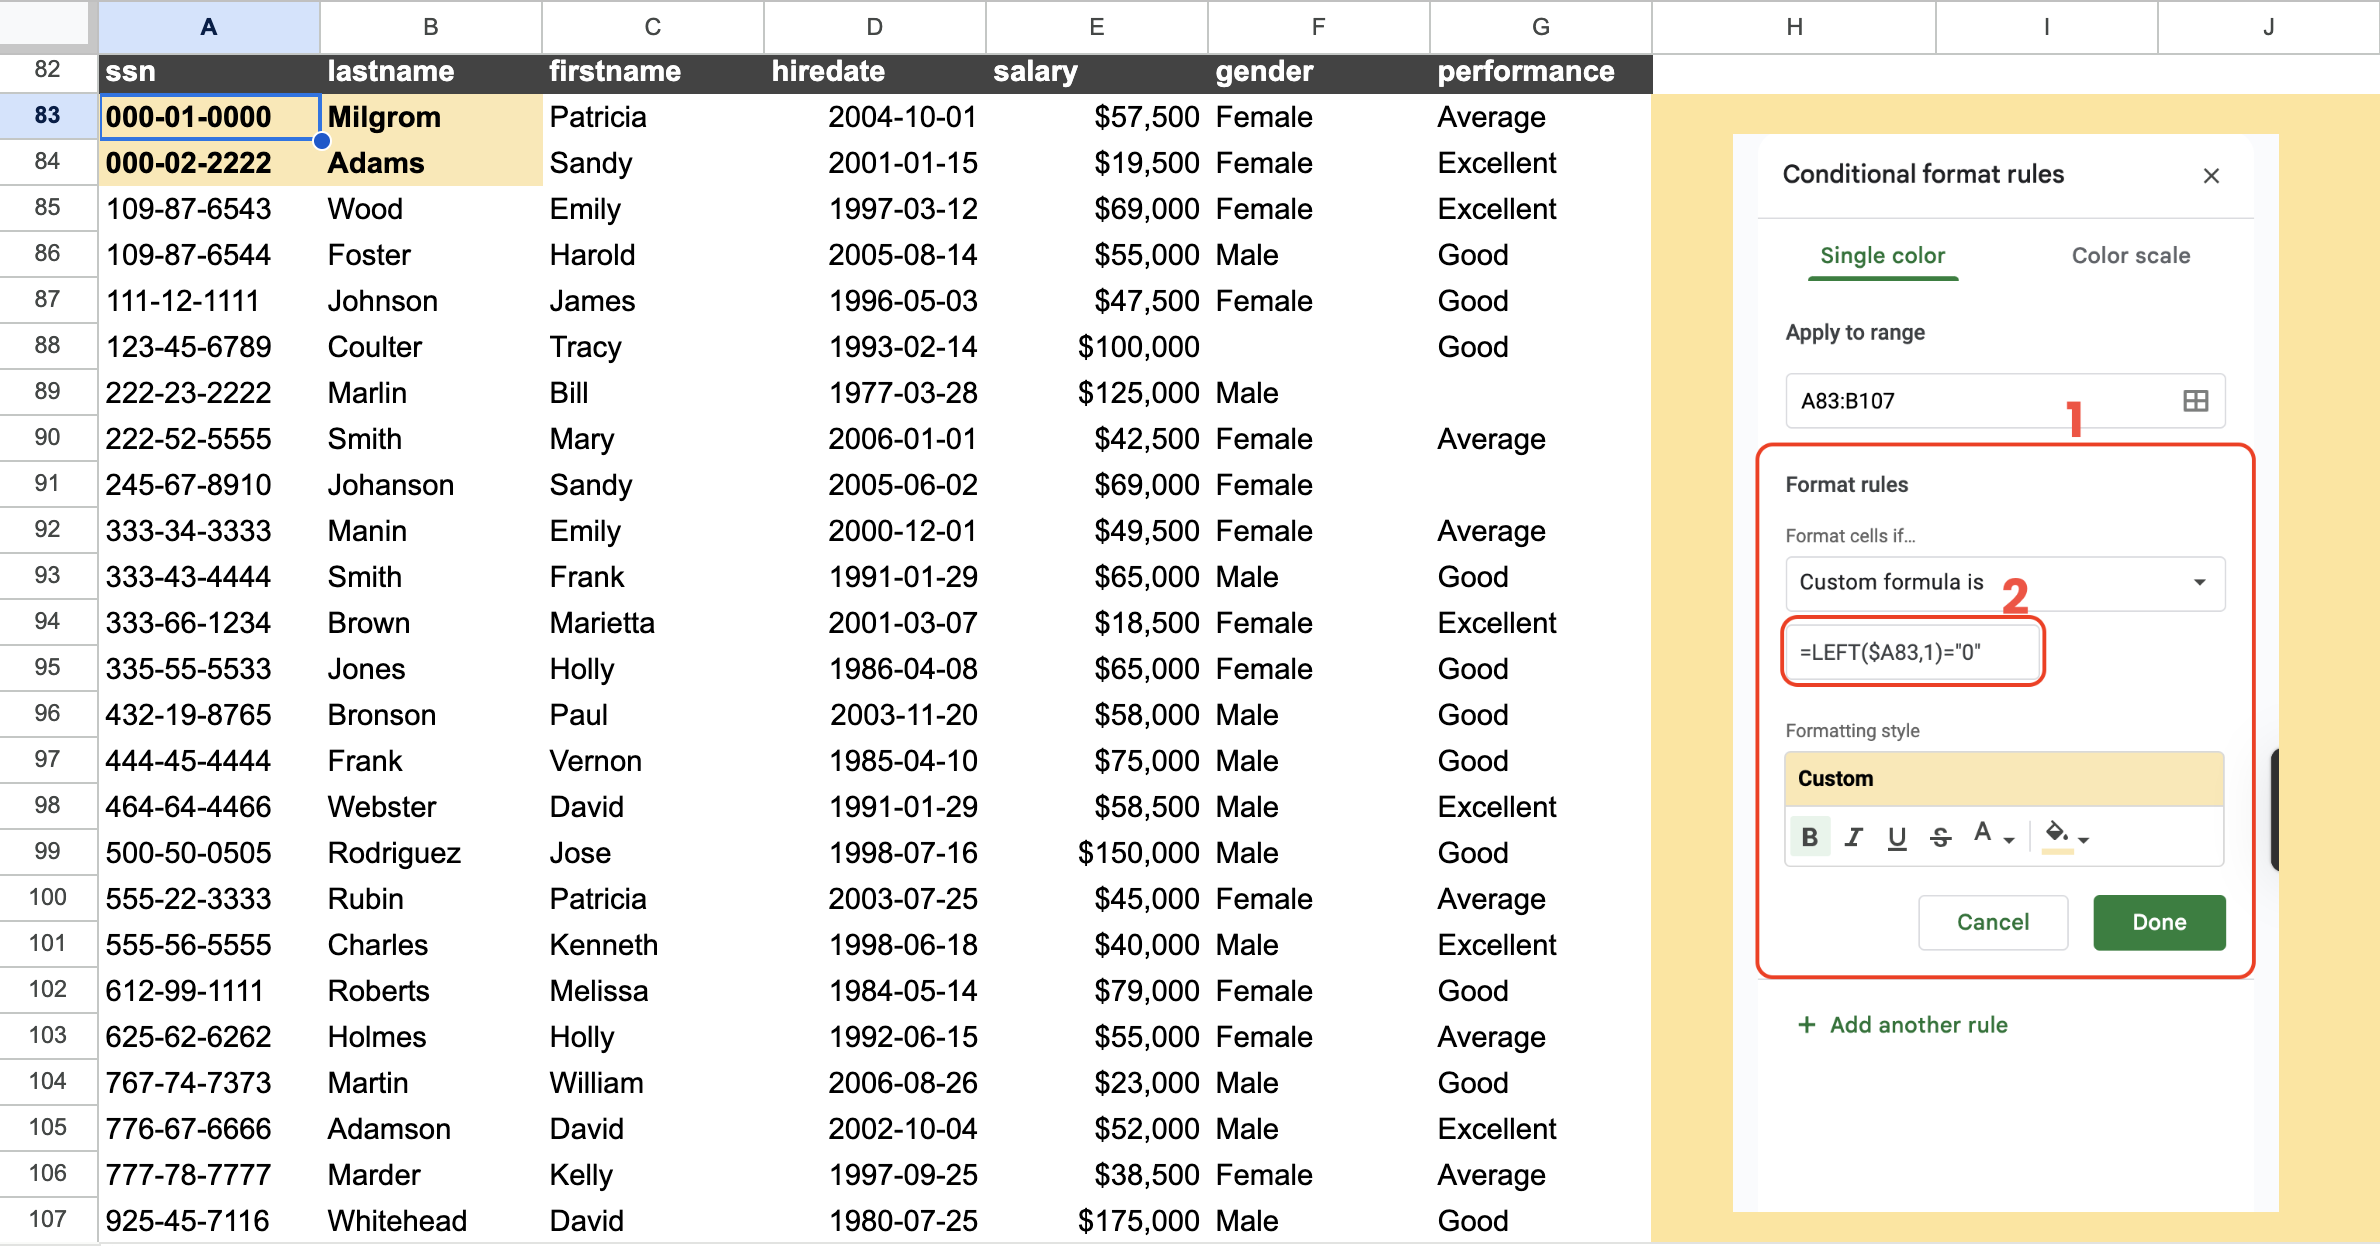 A B C D E F G H I J
82 ssn lastname firstname hiredate salary gender performance
83 000-01-0000 Milgrom Patricia 2004-10-01 $57,500 Female Average
84 000-02-2222 Adams Sandy 2001-01-15 $19,500 Female Excellent
85 109-87-6543 Wood Emily 1997-03-12 $69,000 Female Excellent
86 109-87-6544 Foster Harold 2005-08-14 $55,000 Male Good
87 111-12-1111 Johnson James 1996-05-03 $47,500 Female Good
88 123-45-6789 Coulter Tracy 1993-02-14 $100,000 Good
89 222-23-2222 Marlin Bill 1977-03-28 $125,000 Male
90 222-52-5555 Smith Mary 2006-01-01 $42,500 Female Average
91 245-67-8910 Johanson Sandy 2005-06-02 $69,000 Female
92 333-34-3333 Manin Emily 2000-12-01 $49,500 Female Average
93 333-43-4444 Smith Frank 1991-01-29 $65,000 Male Good
94 333-66-1234 Brown Marietta 2001-03-07 $18,500 Female Excellent
95 335-55-5533 Jones Holly 1986-04-08 $65,000 Female Good
96 432-19-8765 Bronson Paul 2003-11-20 $58,000 Male Good
97 444-45-4444 Frank Vernon 1985-04-10 $75,000 Male Good
98 464-64-4466 Webster David 1991-01-29 $58,500 Male Excellent
99 500-50-0505 Rodriguez Jose 1998-07-16 $150,000 Male Good
100 555-22-3333 Rubin Patricia 2003-07-25 $45,000 Female Average
101 555-56-5555 Charles Kenneth 1998-06-18 $40,000 Male Excellent
102 612-99-1111 Roberts Melissa 1984-05-14 $79,000 Female Good
103 625-62-6262 Holmes Holly 1992-06-15 $55,000 Female Average
104 767-74-7373 Martin William 2006-08-26 $23,000 Male Good
105 776-67-6666 Adamson David 2002-10-04 $52,000 Male Excellent
106 777-78-7777 Marder Kelly 1997-09-25 $38,500 Female Average
107 925-45-7116 Whitehead David 1980-07-25 $175,000 Male Good
Conditional format rules
Single color Color scale
Apply to range
A83:B107
1
Format rules
Format cells if…
Custom formula is
2
=LEFT($A83,1)="0"
Formatting style
Custom
B I U S A
Cancel Done
+ Add another rule